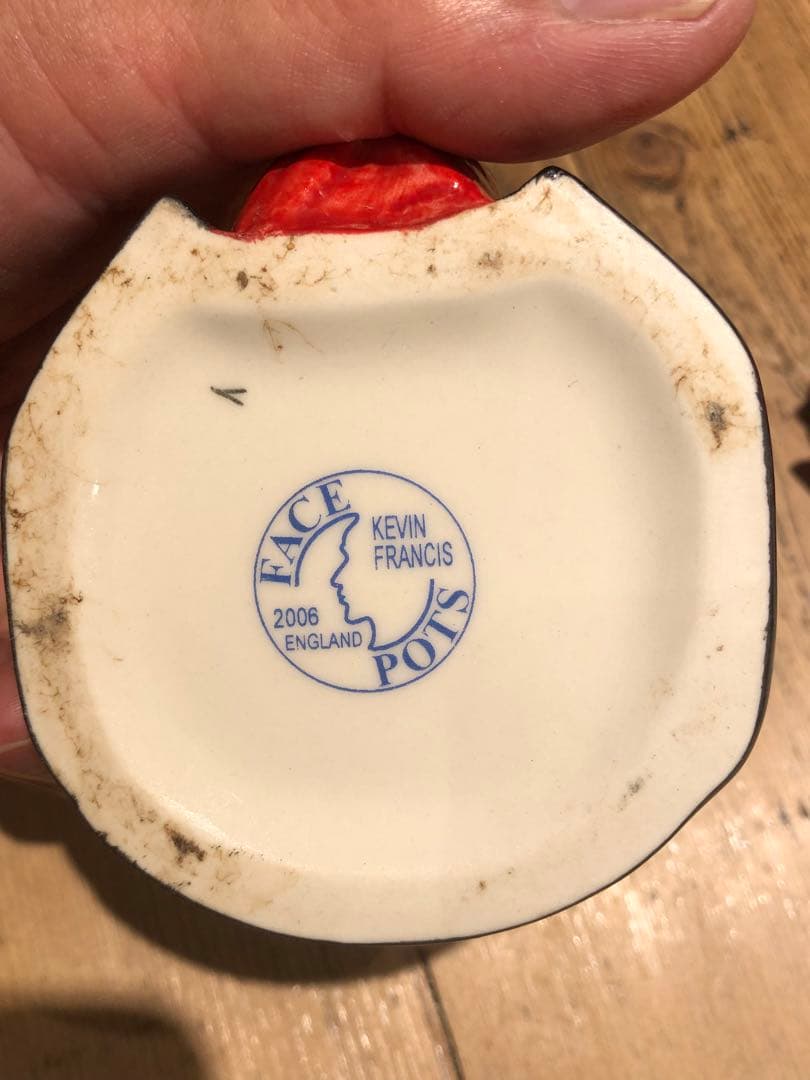 FACE
KEVIN
FRANCIS
2006
ENGLAND
POTS